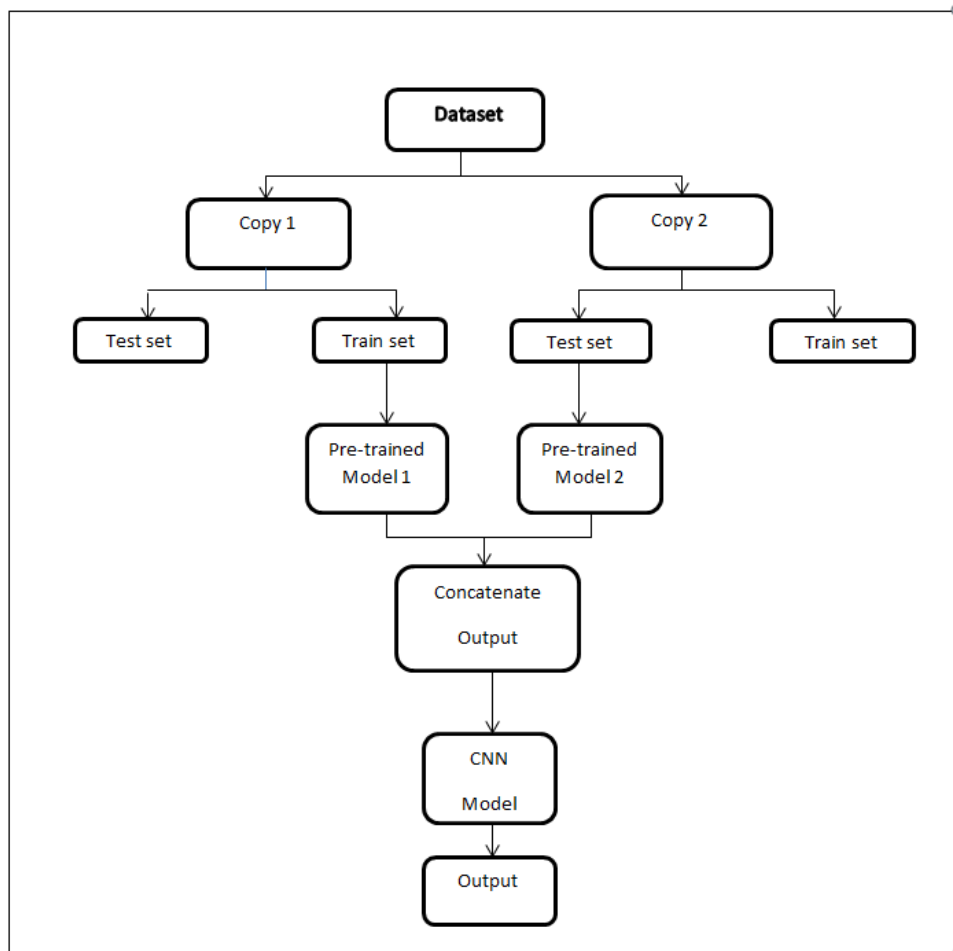 Dataset
Copy 1
Copy 2
Test set
Train set
Test set
Train set
Pre-trained
Model 1
Pre-trained
Model 2
Concatenate
Output
CNN
Model
Output